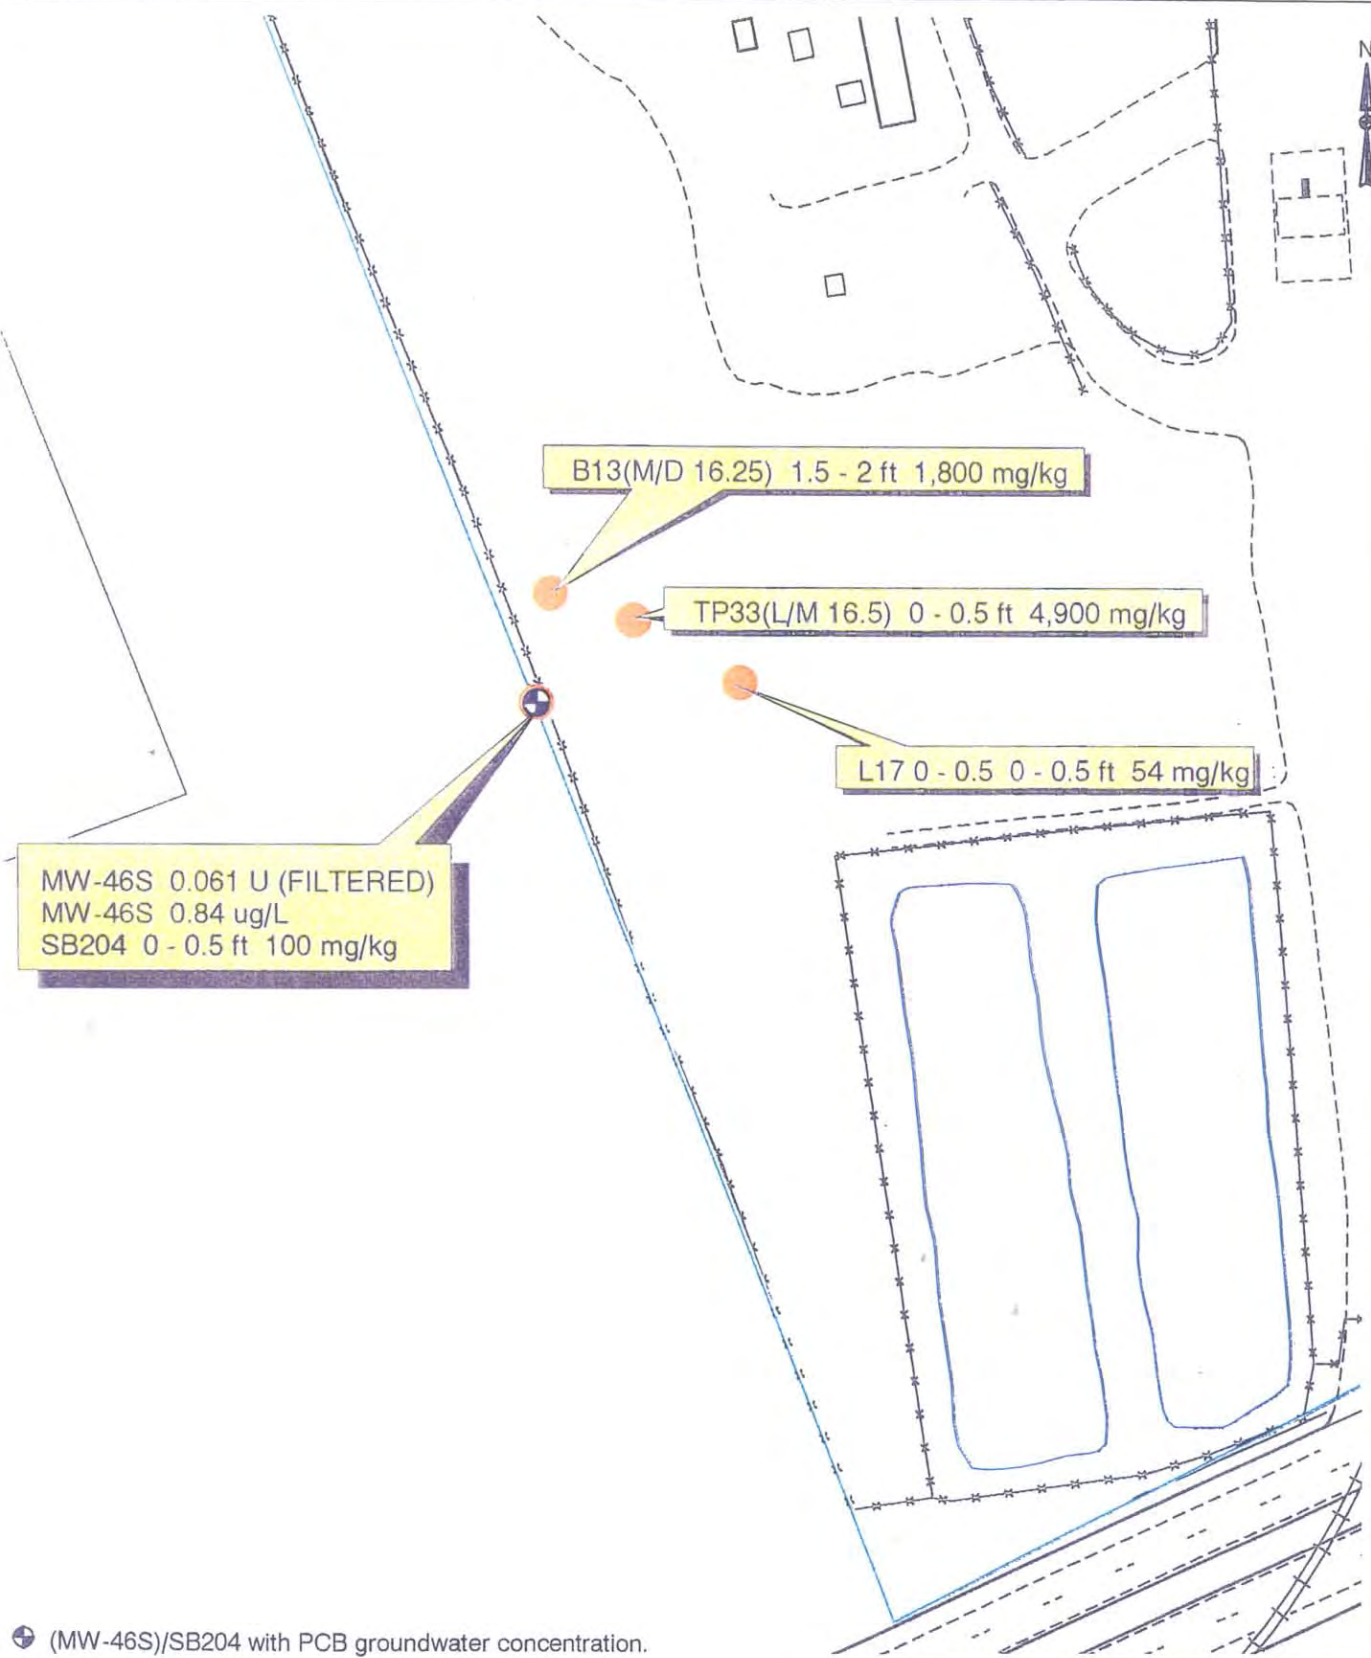 N
B13(M/D 16.25) 1.5 - 2 ft 1,800 mg/kg
TP33(L/M 16.5) 0 - 0.5 ft 4,900 mg/kg
L17 0 - 0.5 0 - 0.5 ft 54 mg/kg
MW-46S 0.061 U (FILTERED)
MW-46S 0.84 ug/L
SB204 0 - 0.5 ft 100 mg/kg
(MW-46S)/SB204 with PCB groundwater concentration.